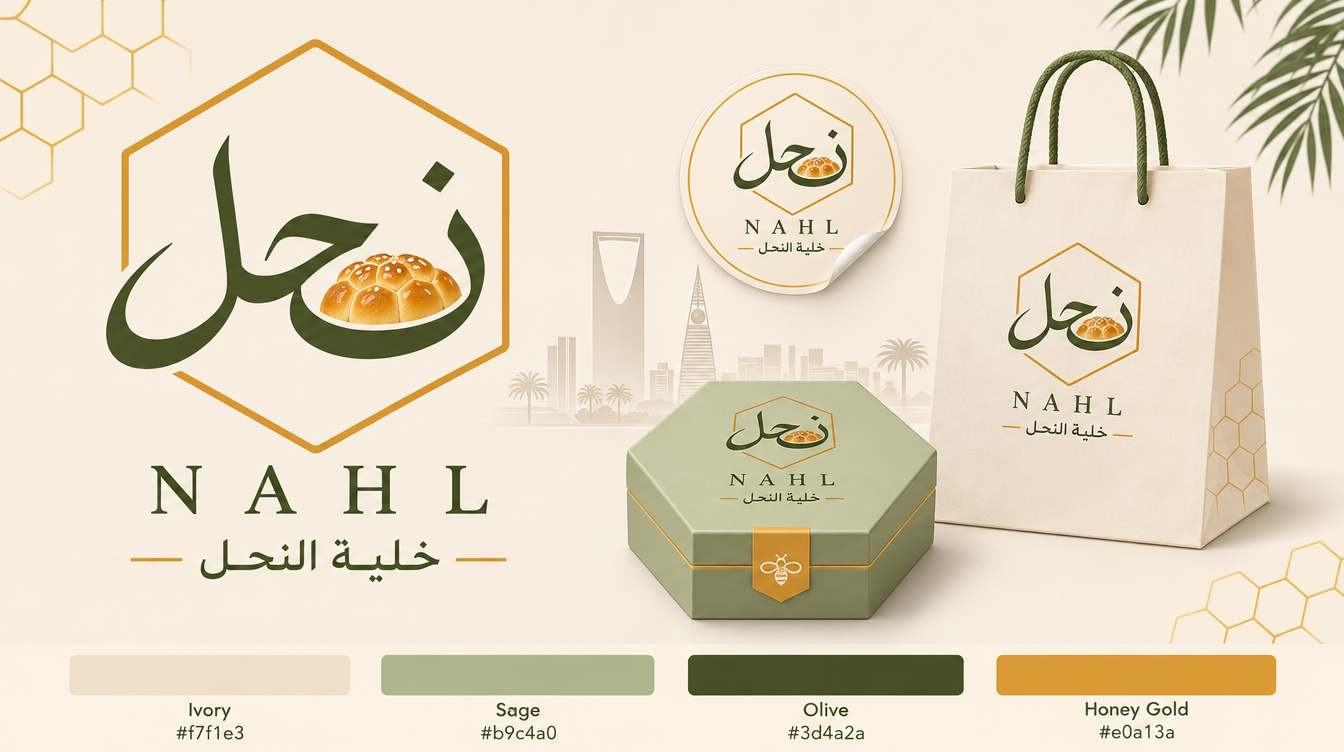 نحل
NAHL
خلية النحل
نحل
NAHL
خلية النحل
نحل
NAHL
خلية النحل
نحل
NAHL
خلية النحل
Ivory
#f7f1e3
Sage
#b9c4a0
Olive
#3d4a2a
Honey Gold
#e0a13a